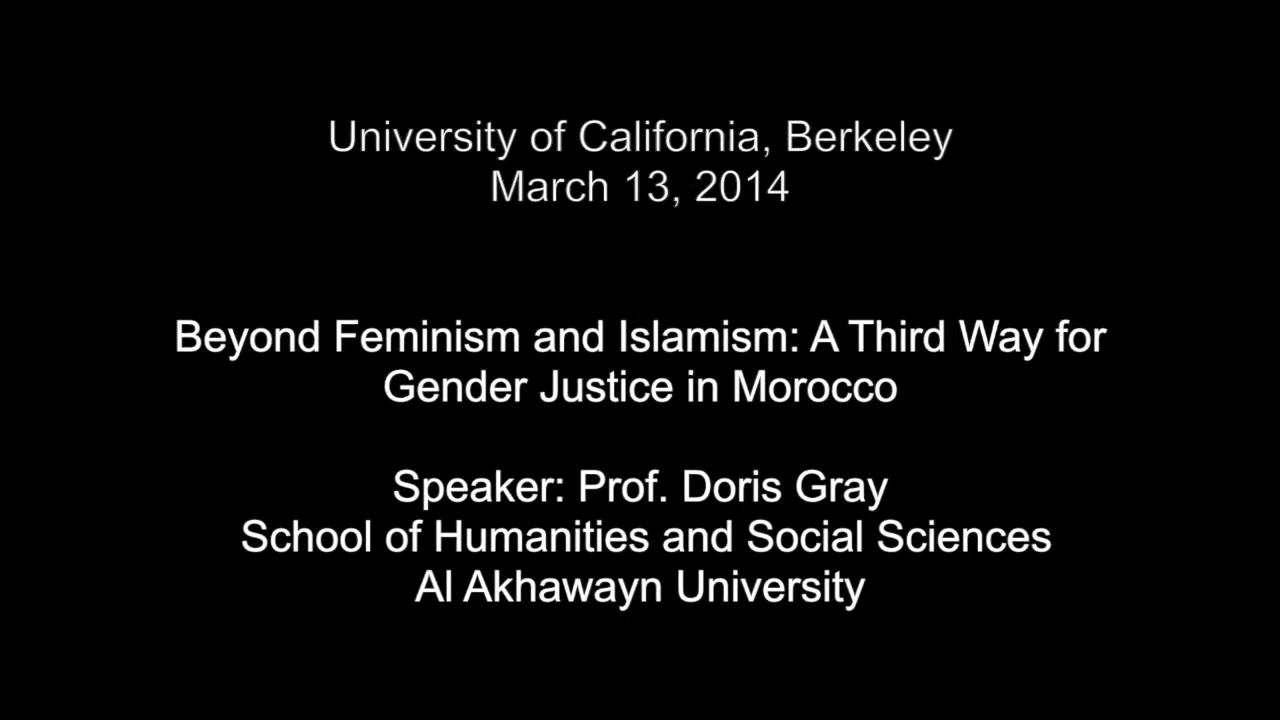 University of California, Berkeley
March 13, 2014
Beyond Feminism and Islamism: A Third Way for
Gender Justice in Morocco
Speaker: Prof. Doris Gray
School of Humanities and Social Sciences
Al Akhawayn University